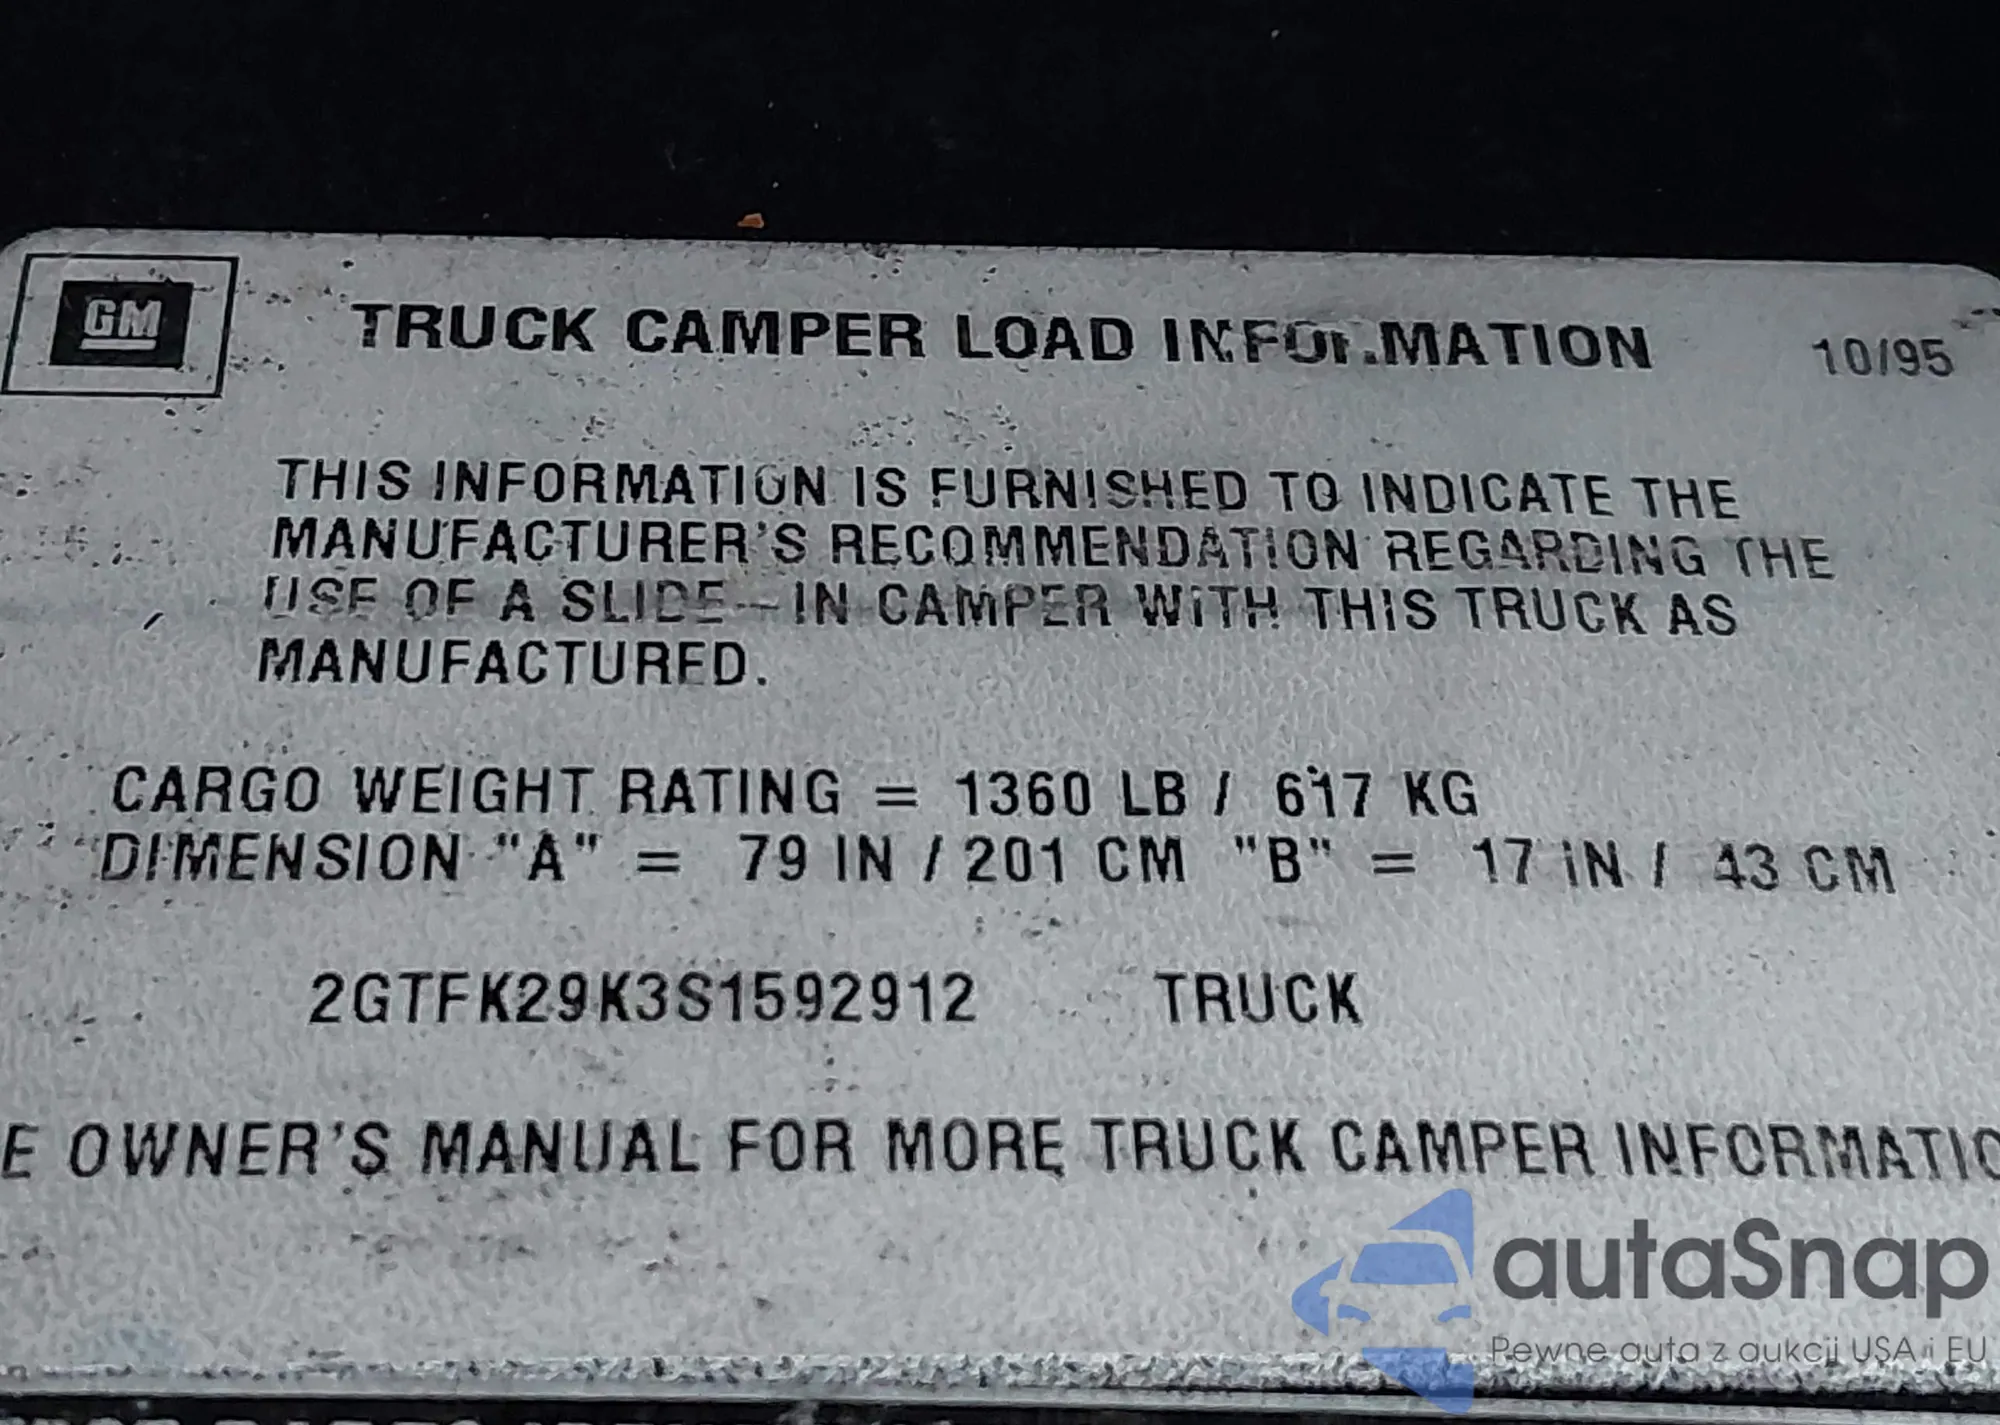 GM
TRUCK CAMPER LOAD INFORMATION 10/95
THIS INFORMATION IS FURNISHED TO INDICATE THE
MANUFACTURER'S RECOMMENDATION REGARDING THE
USE OF A SLIDE-IN CAMPER WITH THIS TRUCK AS
MANUFACTURED.
CARGO WEIGHT RATING = 1360 LB / 617 KG
DIMENSION "A" = 79 IN / 201 CM "B" = 17 IN / 43 CM
2GTFK29K3S1592912 TRUCK
E OWNER'S MANUAL FOR MORE TRUCK CAMPER INFORMATIO
autaSnap
Pewne auta z aukcji USA i EU